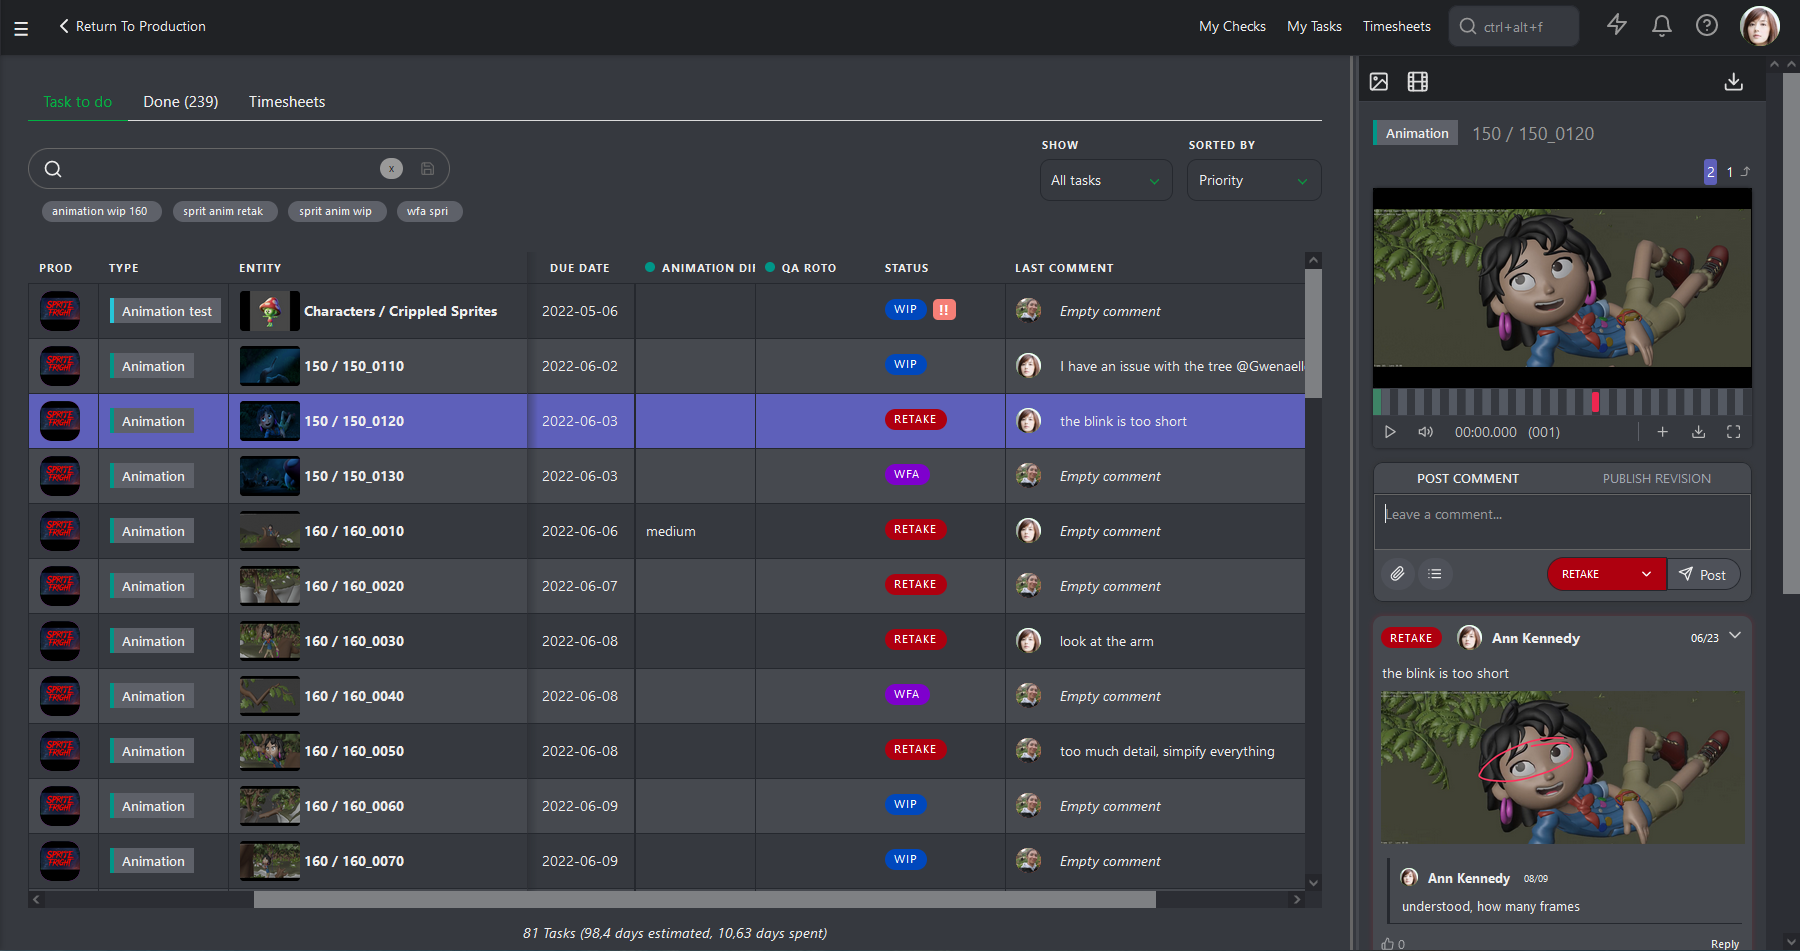 Return To Production
My Checks
My Tasks
Timesheets
ctrl+alt+f
Task to do
Done (239)
Timesheets
SHOW
All tasks
SORTED BY
Priority
x
animation wip 160
sprit anim retak
sprit anim wip
wfa spri
PROD TYPE ENTITY DUE DATE ANIMATION DII QA ROTO STATUS LAST COMMENT
SPRITE FRIGHT Animation test Characters / Crippled Sprites 2022-05-06 WIP !! Empty comment
SPRITE FRIGHT Animation 150 / 150_0110 2022-06-02 WIP I have an issue with the tree @Gwenaell
SPRITE FRIGHT Animation 150 / 150_0120 2022-06-03 RETAKE the blink is too short
SPRITE FRIGHT Animation 150 / 150_0130 2022-06-03 WFA Empty comment
SPRITE FRIGHT Animation 160 / 160_0010 2022-06-06 medium RETAKE Empty comment
SPRITE FRIGHT Animation 160 / 160_0020 2022-06-07 RETAKE Empty comment
SPRITE FRIGHT Animation 160 / 160_0030 2022-06-08 RETAKE look at the arm
SPRITE FRIGHT Animation 160 / 160_0040 2022-06-08 WFA Empty comment
SPRITE FRIGHT Animation 160 / 160_0050 2022-06-08 RETAKE too much detail, simpify everything
SPRITE FRIGHT Animation 160 / 160_0060 2022-06-09 WIP Empty comment
SPRITE FRIGHT Animation 160 / 160_0070 2022-06-09 WIP Empty comment
81 Tasks (98,4 days estimated, 10,63 days spent)
Animation 150 / 150_0120
2 1
00:00.000 (001)
POST COMMENT
PUBLISH REVISION
Leave a comment...
RETAKE
Post
RETAKE Ann Kennedy 06/23
the blink is too short
Ann Kennedy 08/09
understood, how many frames
0
Reply